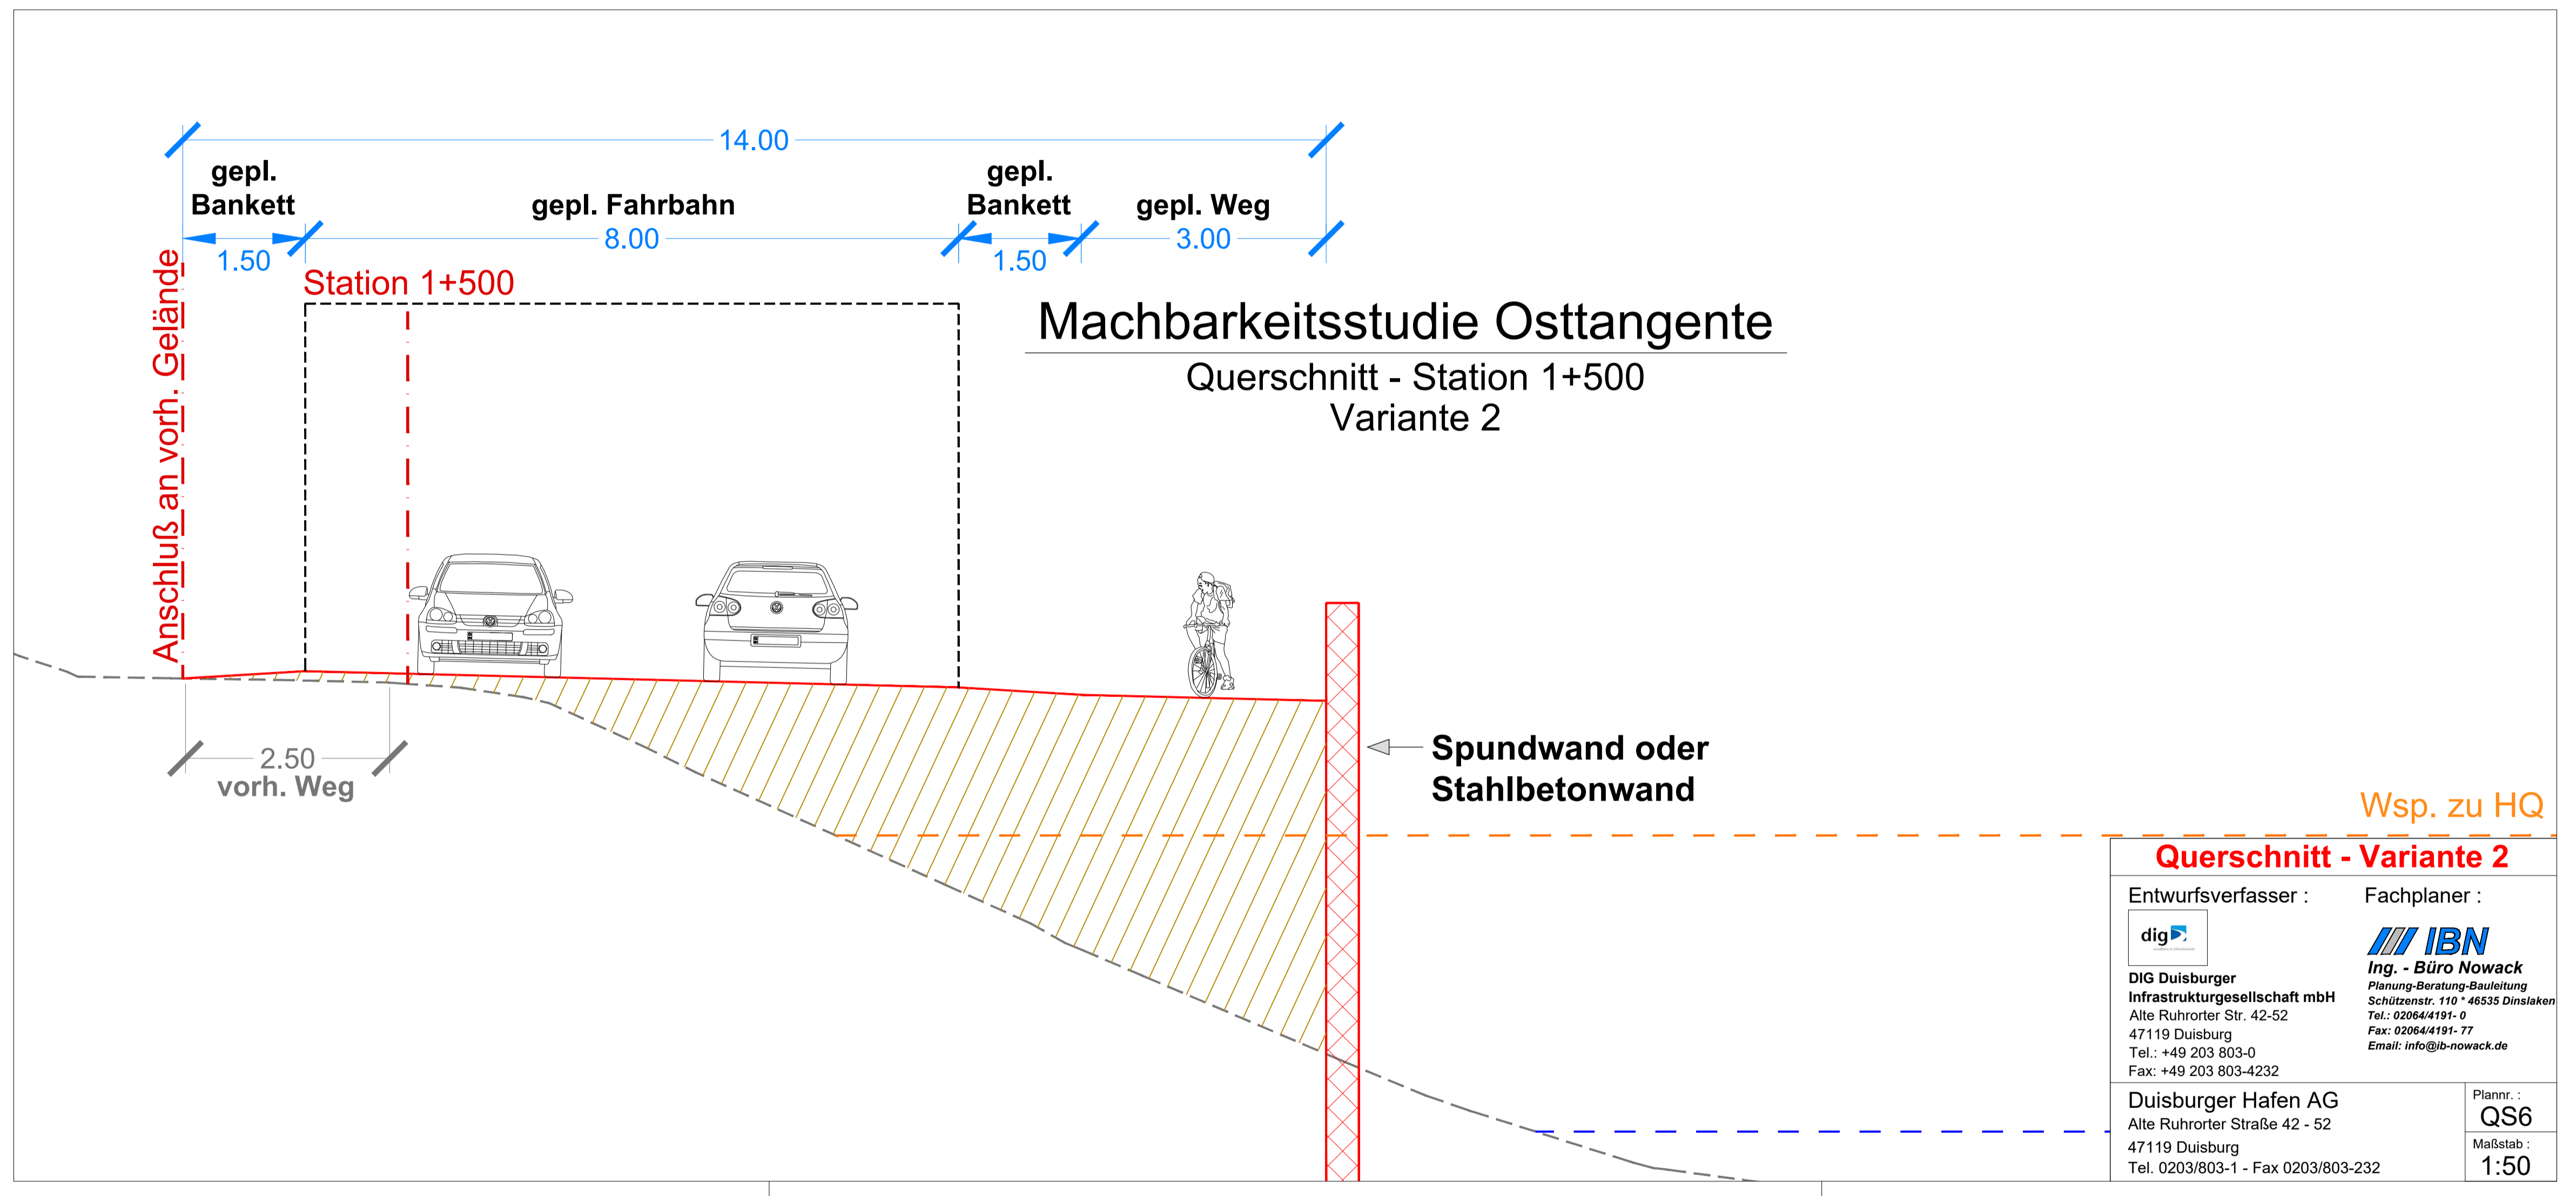 14.00
gepl.
Bankett
gepl. Fahrbahn
gepl.
Bankett
gepl. Weg
1.50
8.00
1.50
3.00
Anschluß an vorh. Gelände
Station 1+500
Machbarkeitsstudie Osttangente
Querschnitt - Station 1+500
Variante 2
2.50
vorh. Weg
Spundwand oder
Stahlbetonwand
Wsp. zu HQ
Querschnitt - Variante 2
Entwurfsverfasser :
dig
DIG Duisburger
Infrastrukturgesellschaft mbH
Alte Ruhrorter Str. 42-52
47119 Duisburg
Tel.: +49 203 803-0
Fax: +49 203 803-4232
Fachplaner :
IBN
Ing. - Büro Nowack
Planung-Beratung-Bauleitung
Schützenstr. 110 * 46535 Dinslaken
Tel.: 02064/4191- 0
Fax: 02064/4191- 77
Email: info@ib-nowack.de
Duisburger Hafen AG
Alte Ruhrorter Straße 42 - 52
47119 Duisburg
Tel. 0203/803-1 - Fax 0203/803-232
Plannr. :
QS6
Maßstab :
1:50